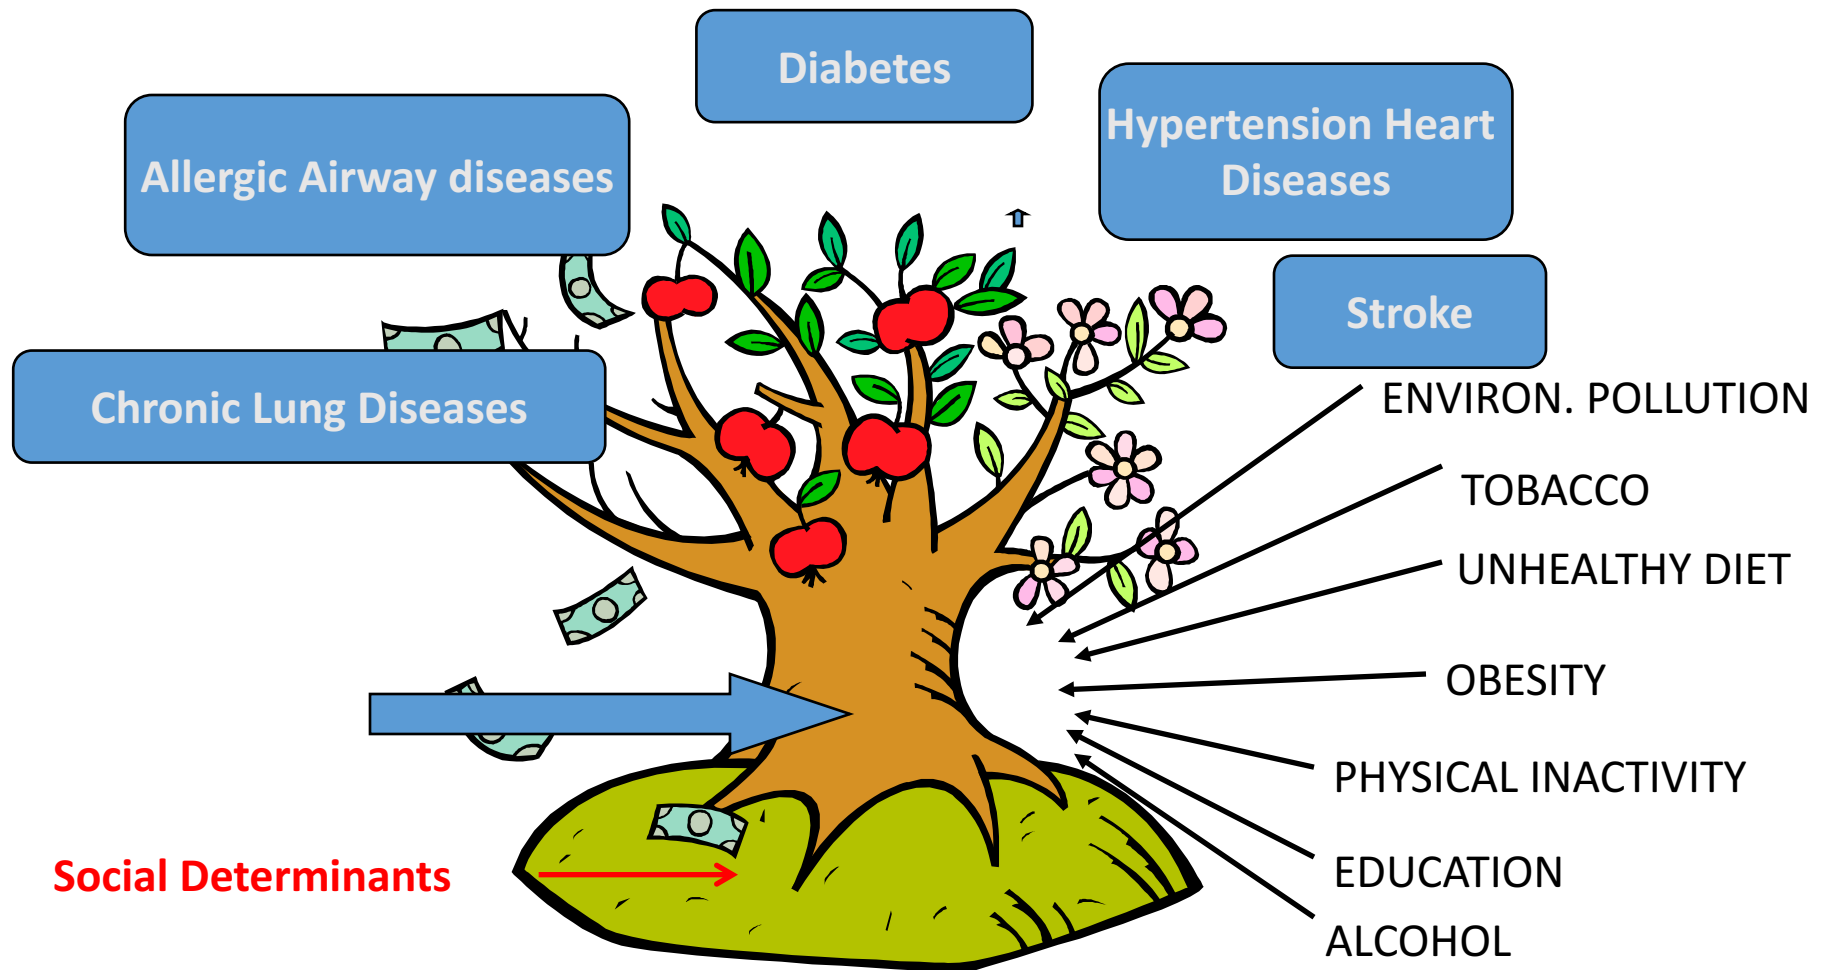 Diabetes
Hypertension Heart
Diseases
Allergic Airway diseases
Stroke
Chronic Lung Diseases
ENVIRON. POLLUTION
TOBACCO
UNHEALTHY DIET
OBESITY
PHYSICAL INACTIVITY
Social Determinants
EDUCATION
ALCOHOL